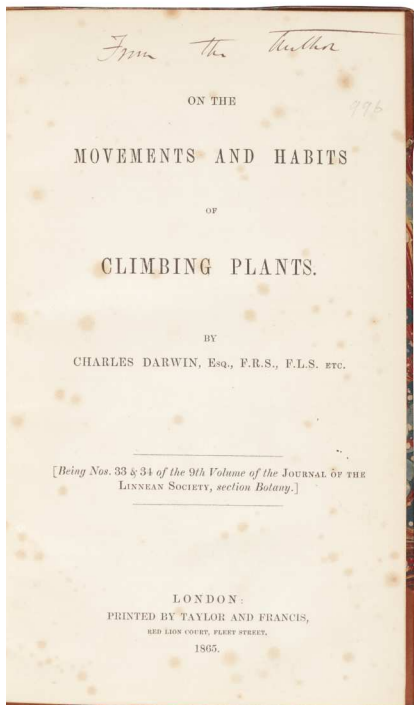 From the Author
ON THE
MOVEMENTS AND HABITS
OF
CLIMBING PLANTS.
BY
CHARLES DARWIN, Esq., F.R.S., F.L.S. ETC.
[Being Nos. 33 & 34 of the 9th Volume of the JOURNAL OF THE
LINNEAN SOCIETY, section Botany.]
LONDON:
PRINTED BY TAYLOR AND FRANCIS,
RED LION COURT, FLEET STREET,
1865.